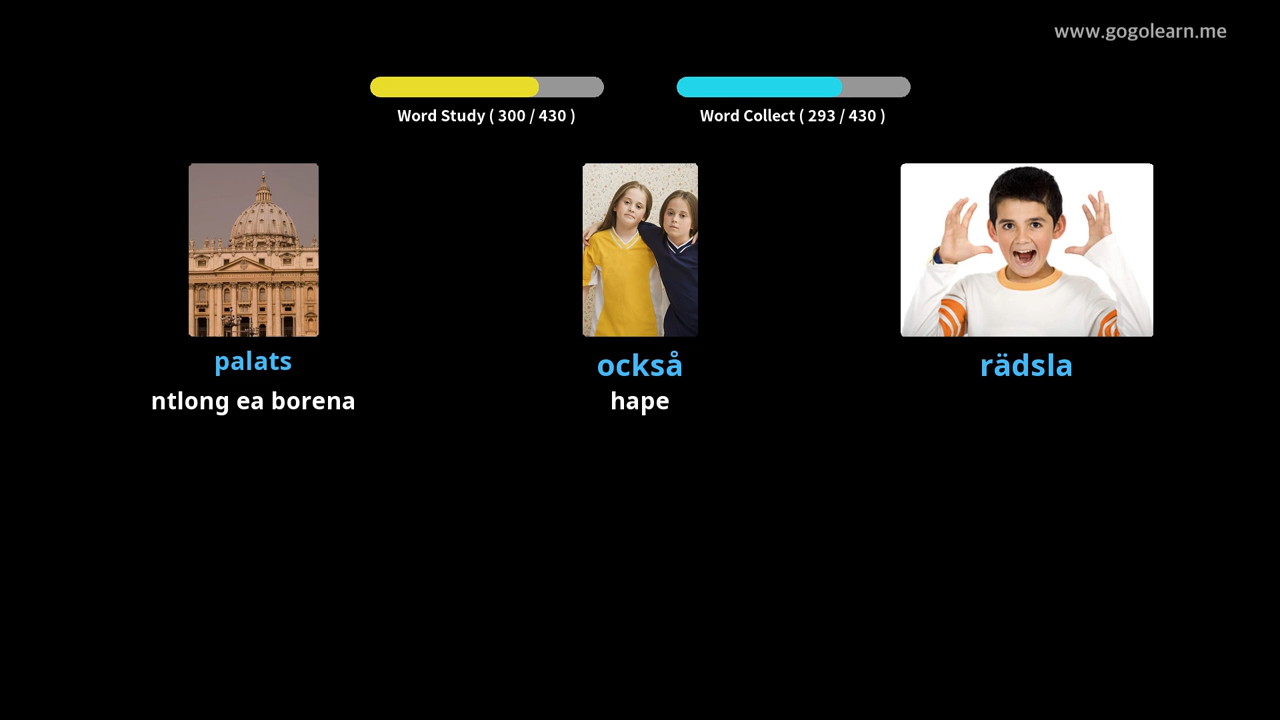 www.gogolearn.me
Word Study ( 300 / 430 )
Word Collect ( 293 / 430 )
palats
också
rädsla
ntlong ea borena
hape